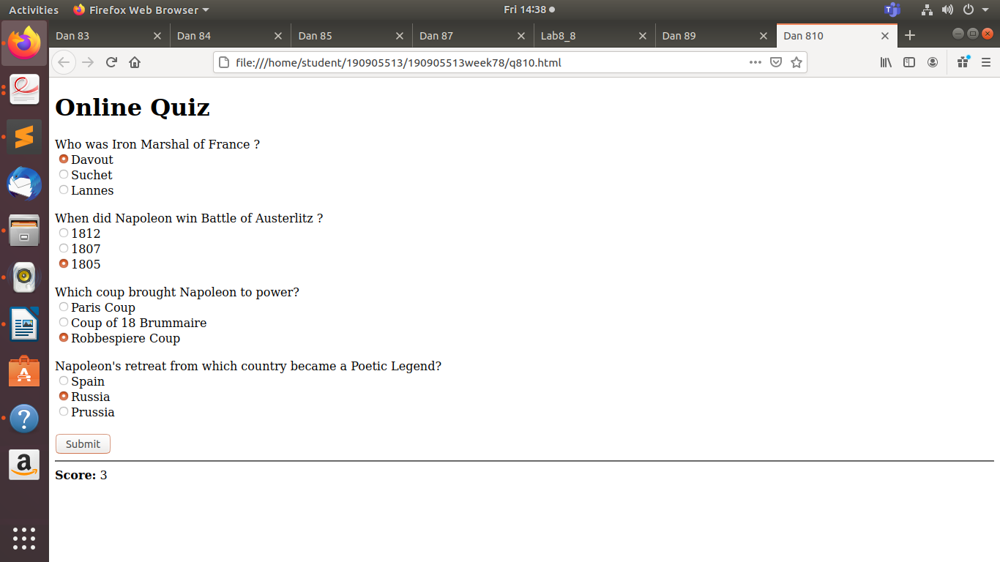 Activities Firefox Web Browser Fri 14:38
Dan 83 Dan 84 Dan 85 Dan 87 Lab8_8 Dan 89 Dan 810
file:///home/student/190905513/190905513week78/q810.html
Online Quiz
Who was Iron Marshal of France ?
Davout
Suchet
Lannes
When did Napoleon win Battle of Austerlitz ?
1812
1807
1805
Which coup brought Napoleon to power?
Paris Coup
Coup of 18 Brummaire
Robbespiere Coup
Napoleon's retreat from which country became a Poetic Legend?
Spain
Russia
Prussia
Submit
Score: 3